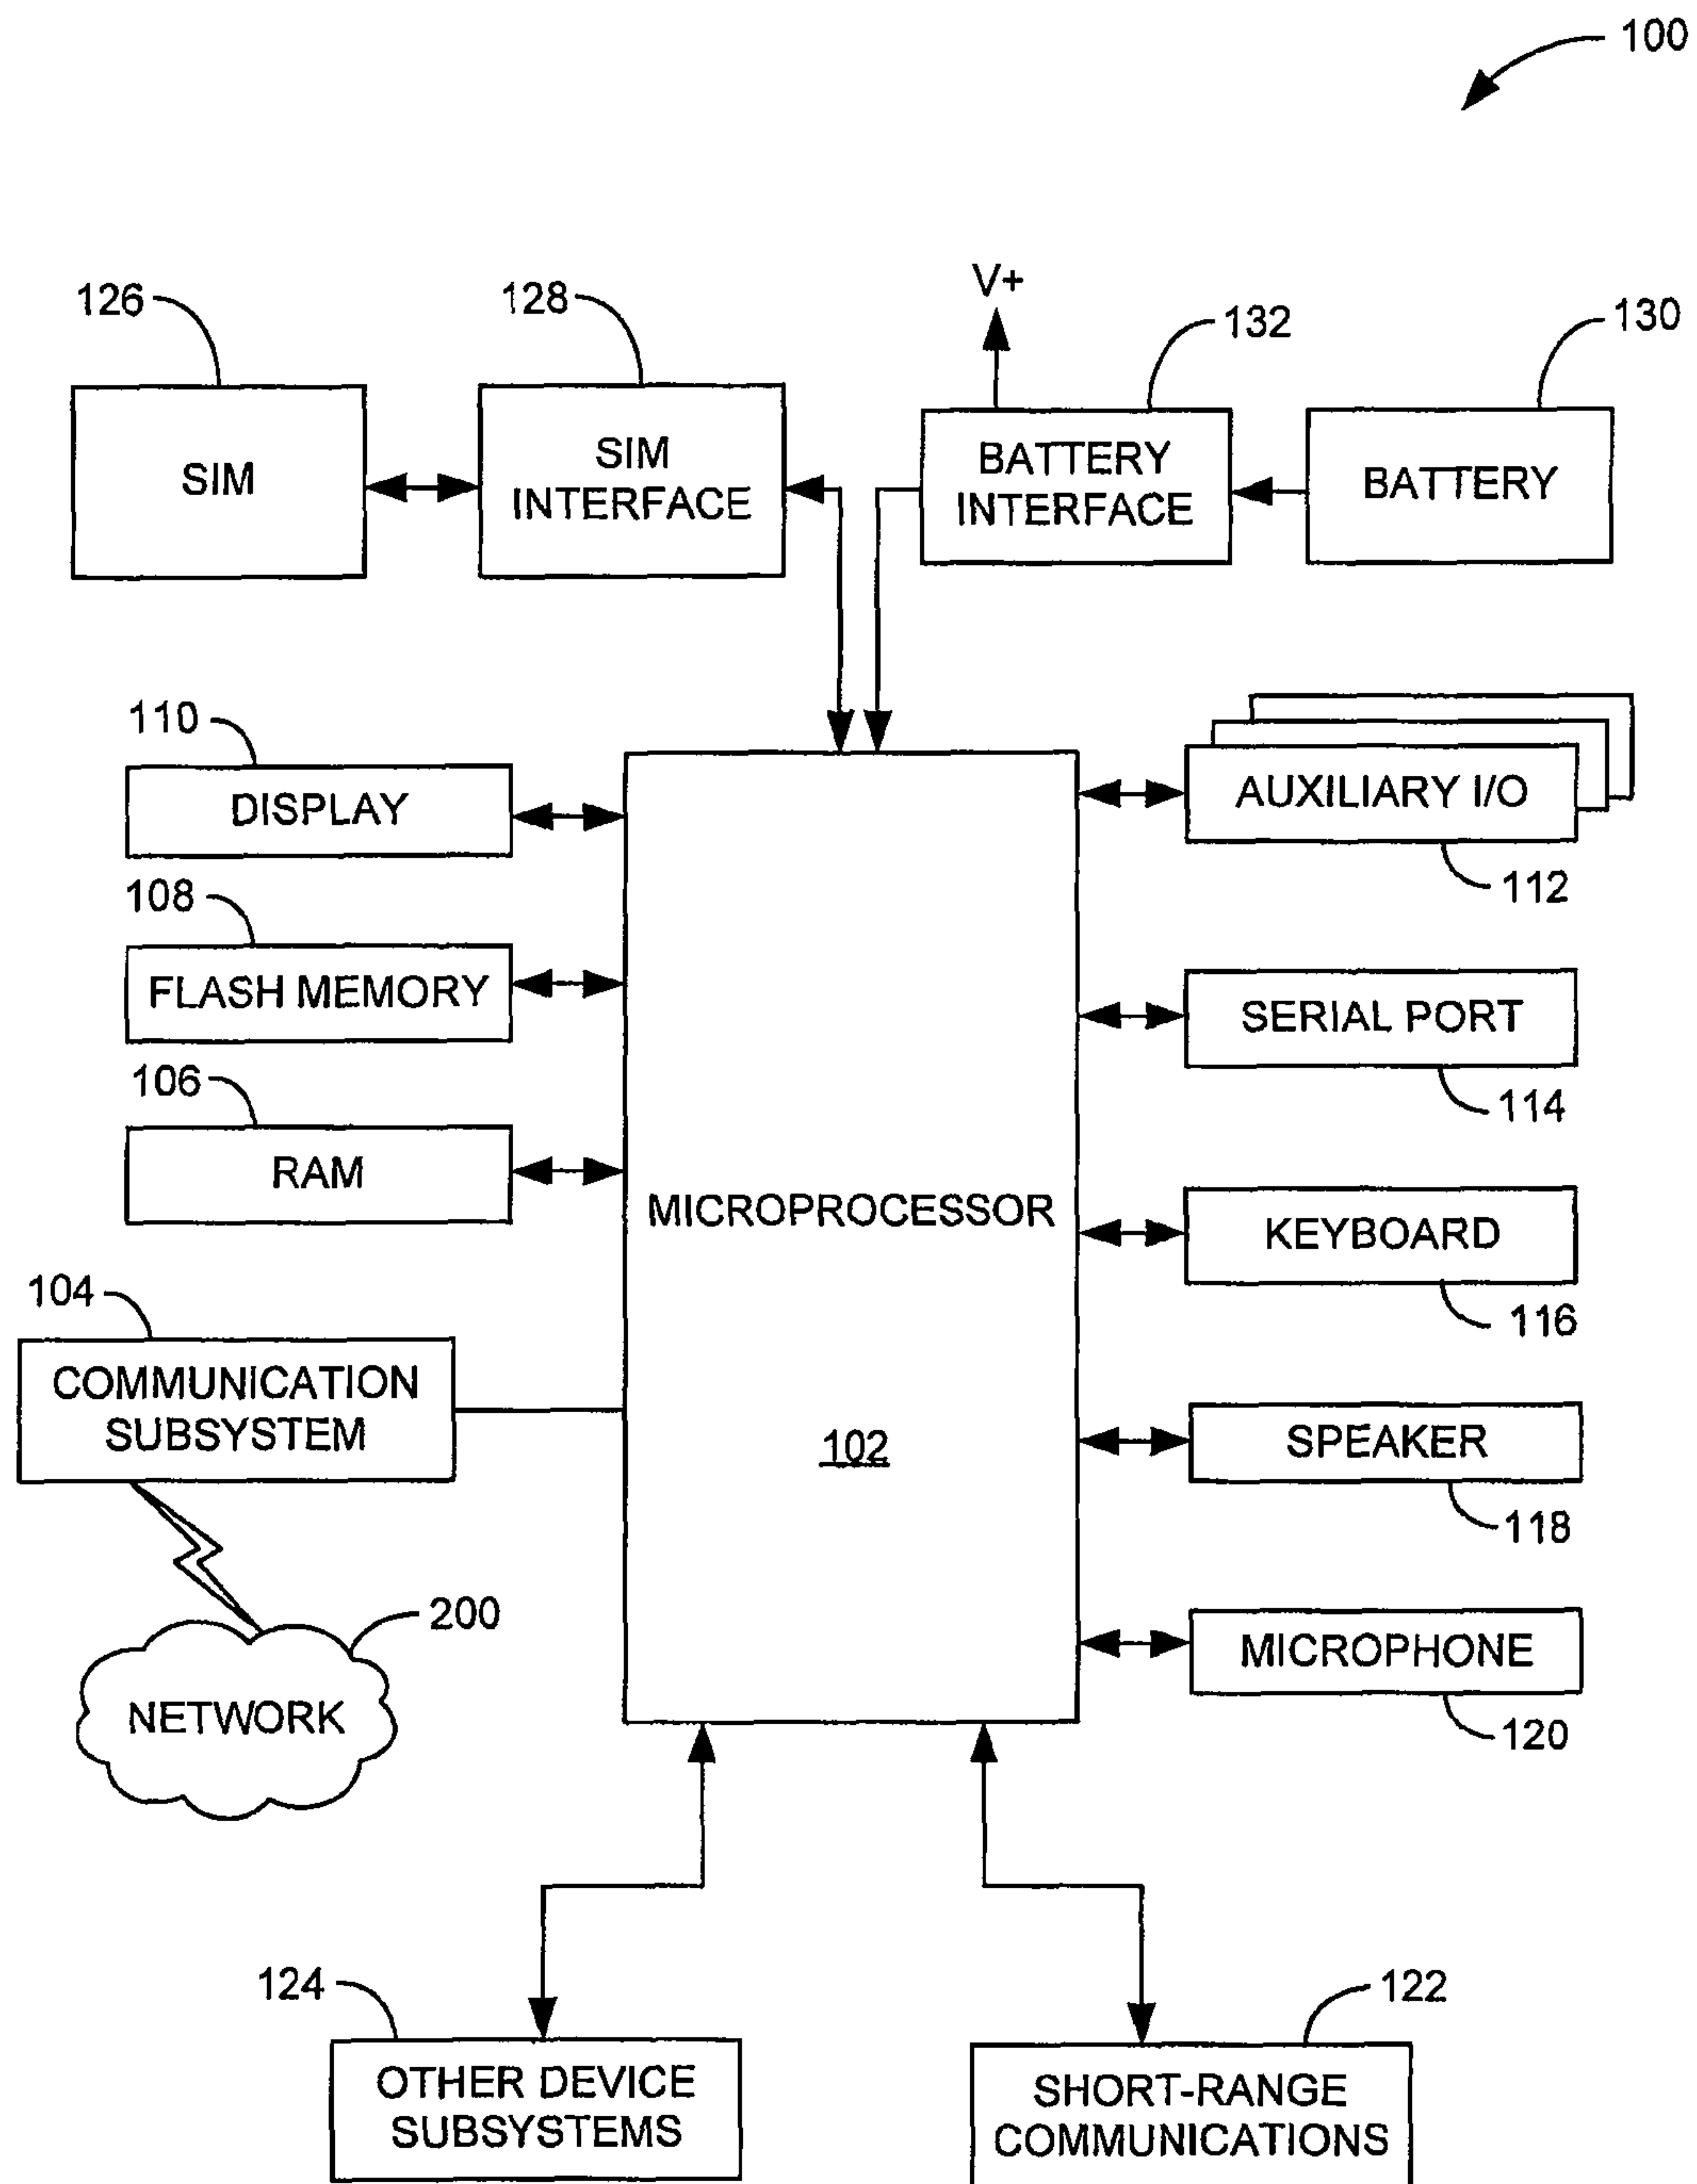 100
126
128
V+
132
130
SIM
SIM
INTERFACE
BATTERY
INTERFACE
BATTERY
110
DISPLAY
AUXILIARY I/O
112
108
FLASH MEMORY
SERIAL PORT
114
106
RAM
MICROPROCESSOR
102
KEYBOARD
116
104
COMMUNICATION
SUBSYSTEM
SPEAKER
118
200
NETWORK
MICROPHONE
120
124
OTHER DEVICE
SUBSYSTEMS
122
SHORT-RANGE
COMMUNICATIONS